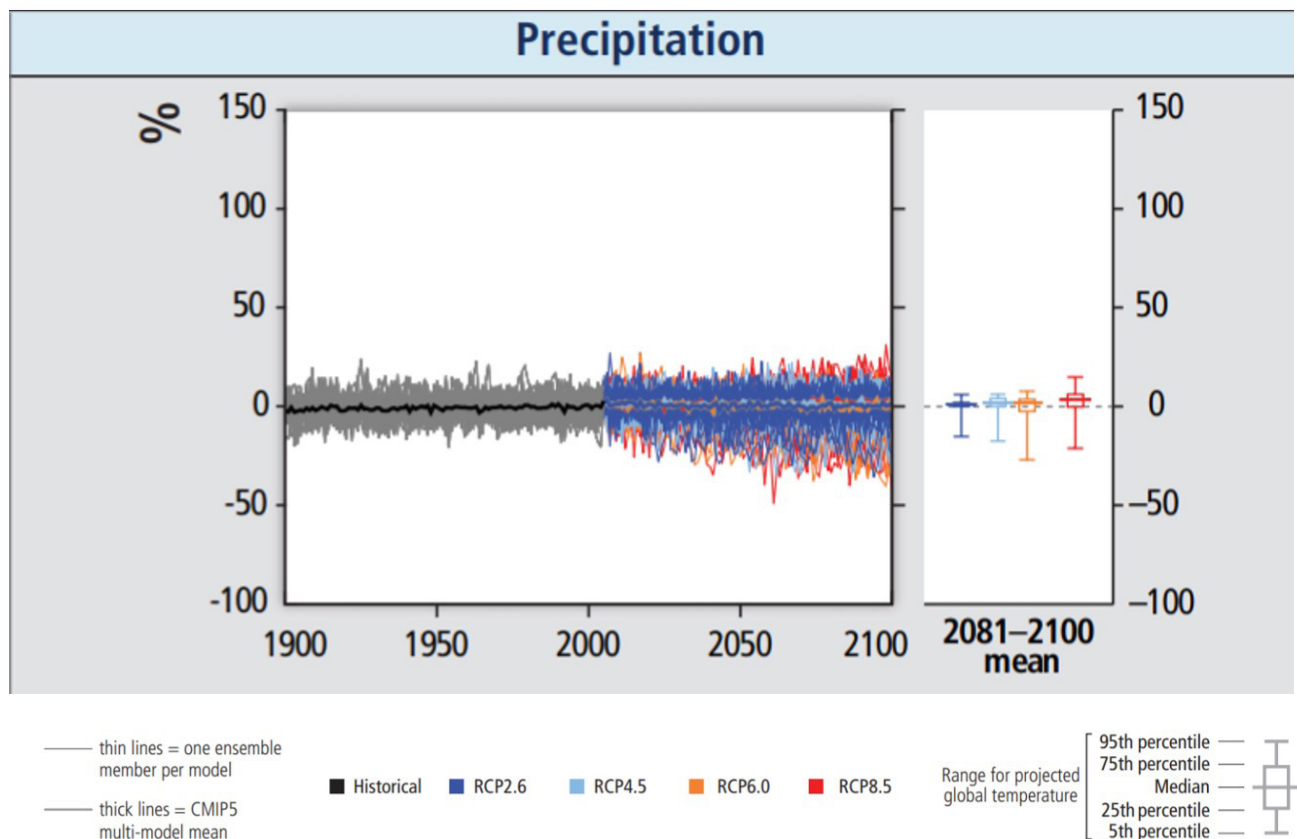 Precipitation
%
150
100
50
0
-50
-100
1900 1950 2000 2050 2100
150
100
50
0
–50
–100
2081–2100
mean
thin lines = one ensemble
member per model
thick lines = CMIP5
multi-model mean
Historical RCP2.6 RCP4.5 RCP6.0 RCP8.5
Range for projected
global temperature
95th percentile
75th percentile
Median
25th percentile
5th percentile